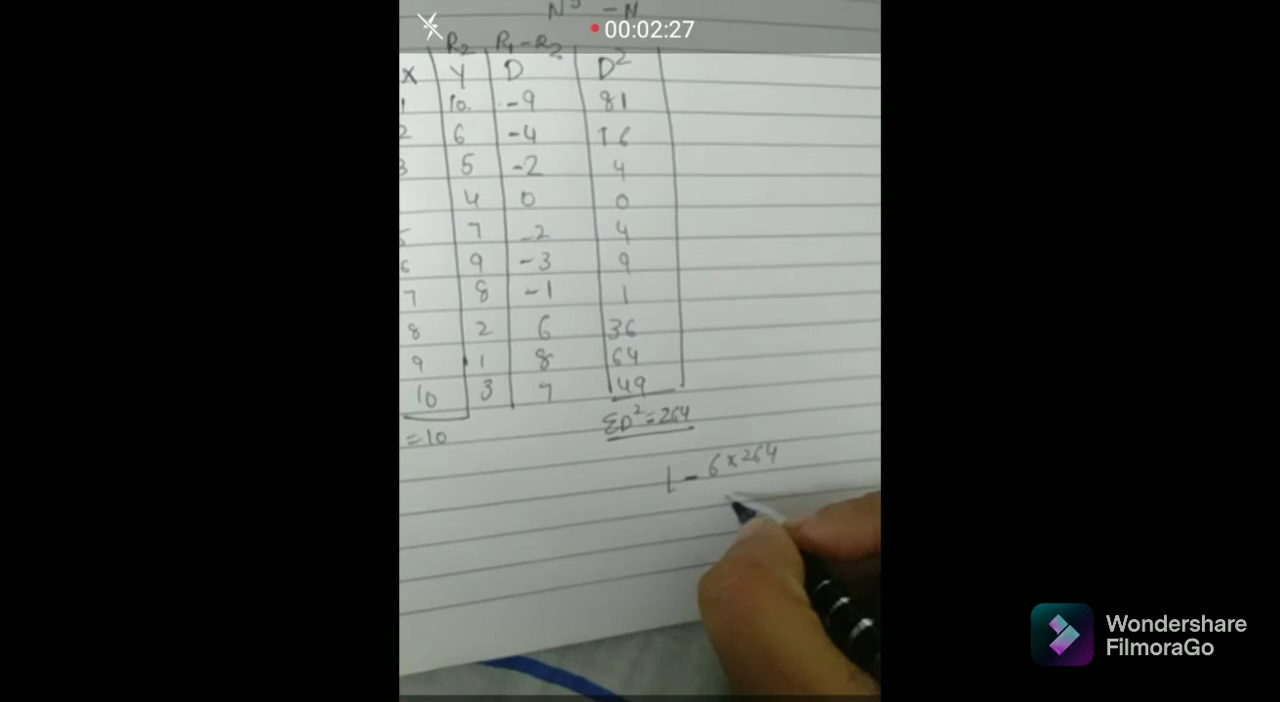 N³ - N
00:02:27
R₂ R₁-R₂
X Y D D²
1 10. -9 81
2 6 -4 16
3 5 -2 4
4 0 0
5 7 -2 4
6 9 -3 9
7 8 -1 1
8 2 6 36
9 1 8 64
10 3 7 49
ΣD²=264
=10
1 - 6×264
Wondershare
FilmoraGo